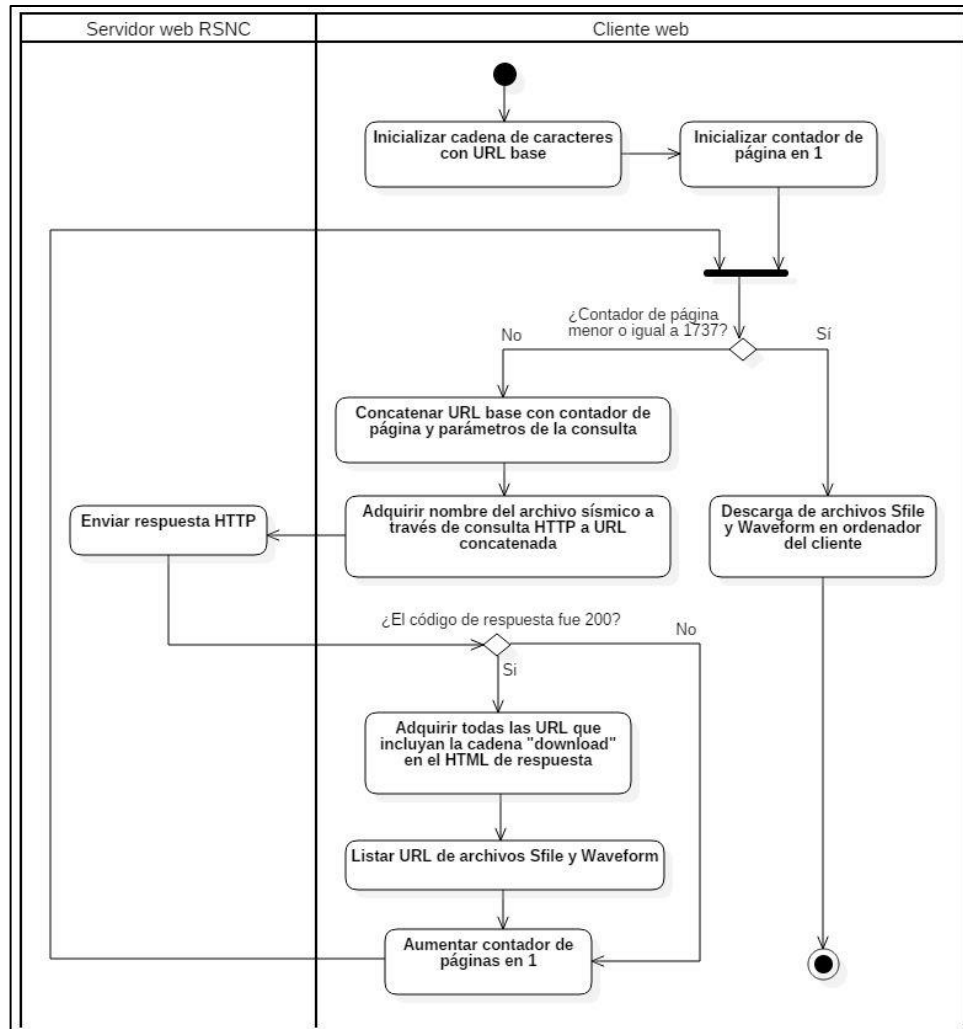 Servidor web RSNC
Cliente web
Inicializar cadena de caracteres
con URL base
Inicializar contador de
página en 1
¿Contador de página
menor o igual a 1737?
No
Sí
Concatenar URL base con contador de
página y parámetros de la consulta
Enviar respuesta HTTP
Adquirir nombre del archivo sísmico a
través de consulta HTTP a URL
concatenada
Descarga de archivos Sfile
y Waveform en ordenador
del cliente
¿El código de respuesta fue 200?
No
Si
Adquirir todas las URL que
incluyan la cadena "download"
en el HTML de respuesta
Listar URL de archivos Sfile y Waveform
Aumentar contador de
páginas en 1